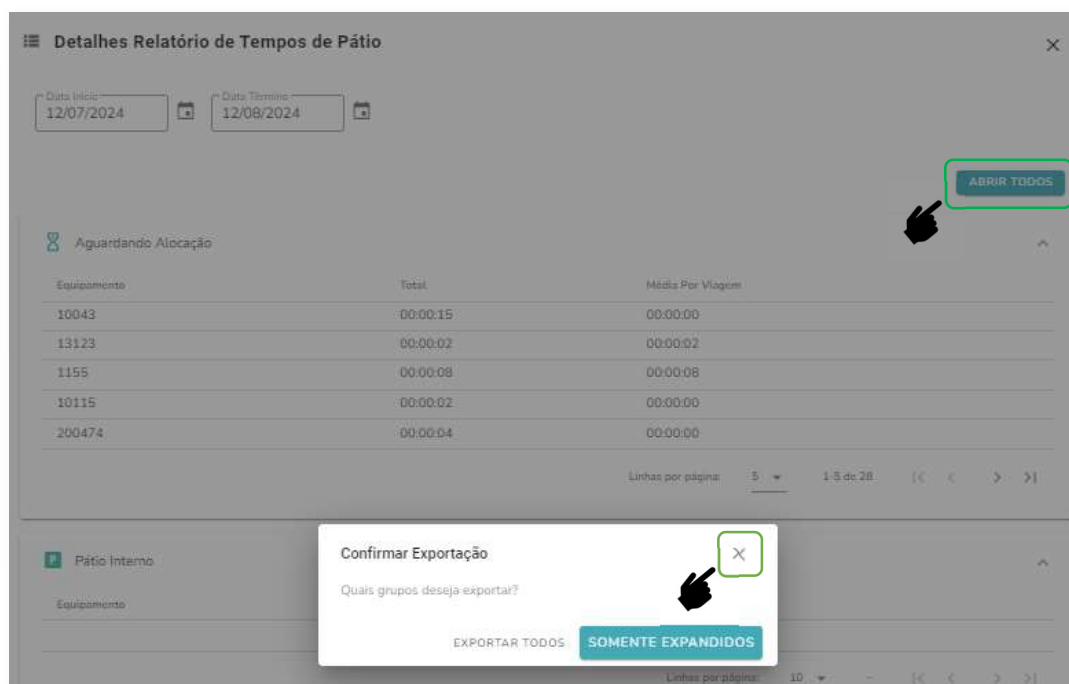 Detalhes Relatório de Tempos de Pátio
Data Início Data Término
12/07/2024 12/08/2024
ABRIR TODOS
Aguardando Alocação
Equipamento Total Média Por Viagem
10043 00:00:15 00:00:00
13123 00:00:02 00:00:02
1155 00:00:08 00:00:08
10115 00:00:02 00:00:00
200474 00:00:04 00:00:00
Linhas por página: 5 1-5 de 28
Confirmar Exportação
P Pátio Interno
Quais grupos deseja exportar?
Equipamento
EXPORTAR TODOS SOMENTE EXPANDIDOS
Linhas por página: 10 –